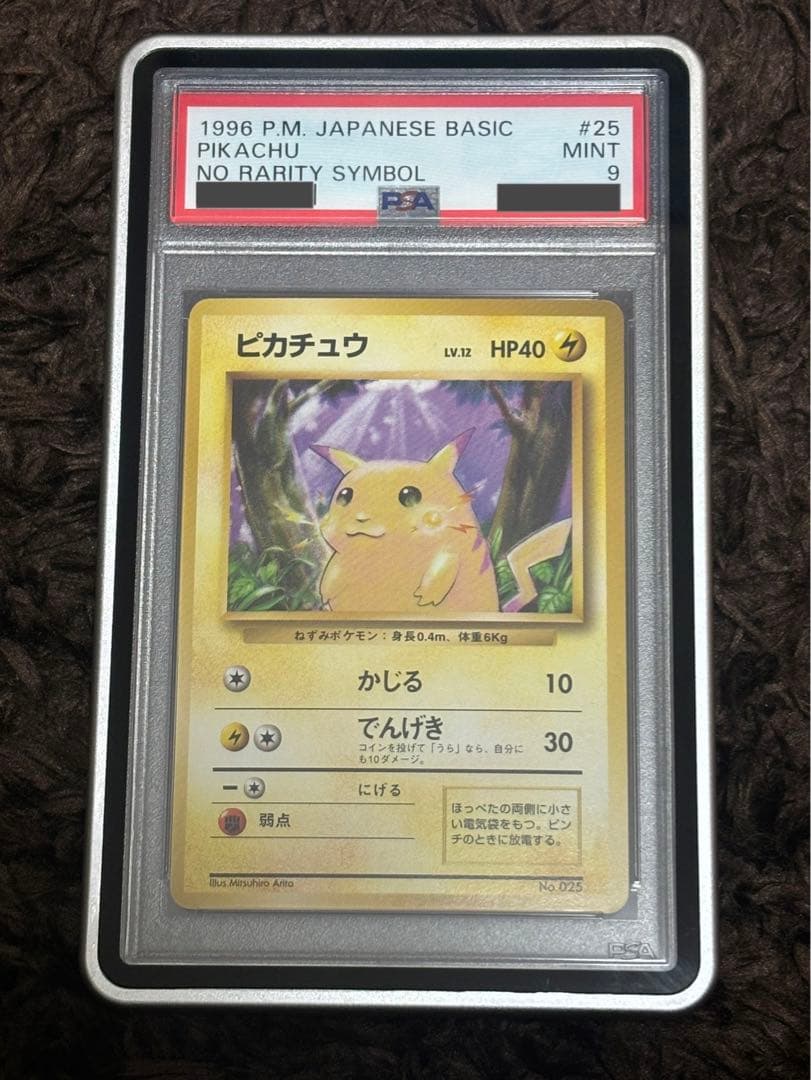 1996 P.M. JAPANESE BASIC #25
PIKACHU MINT
NO RARITY SYMBOL 9
PSA
ピカチュウ LV.12 HP40
ねずみポケモン：身長0.4m、体重6Kg
かじる 10
でんげき 30
コインを投げて「うら」なら、自分に
も10ダメージ。
にげる
弱点
ほっぺたの両側に小さ
い電気袋をもつ。ピン
チのときに放電する。
Illus. Mitsuhiro Arita No.025
PSA